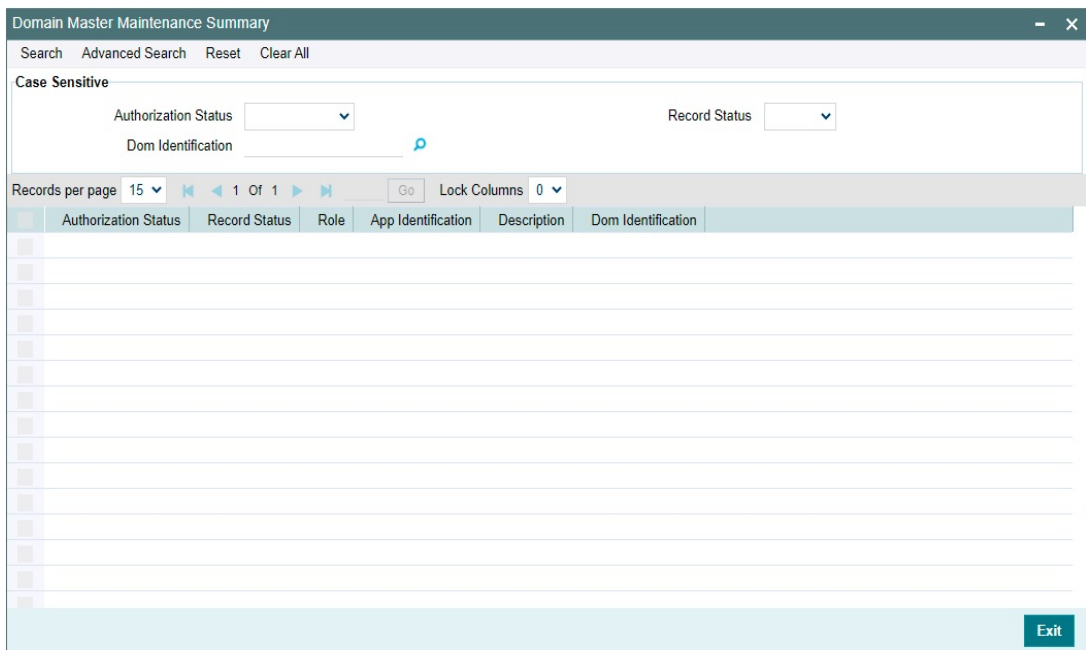 Domain Master Maintenance Summary
Search Advanced Search Reset Clear All
Case Sensitive
Authorization Status Record Status
Dom Identification
Records per page 15 1 Of 1 Go Lock Columns 0
Authorization Status Record Status Role App Identification Description Dom Identification
Exit